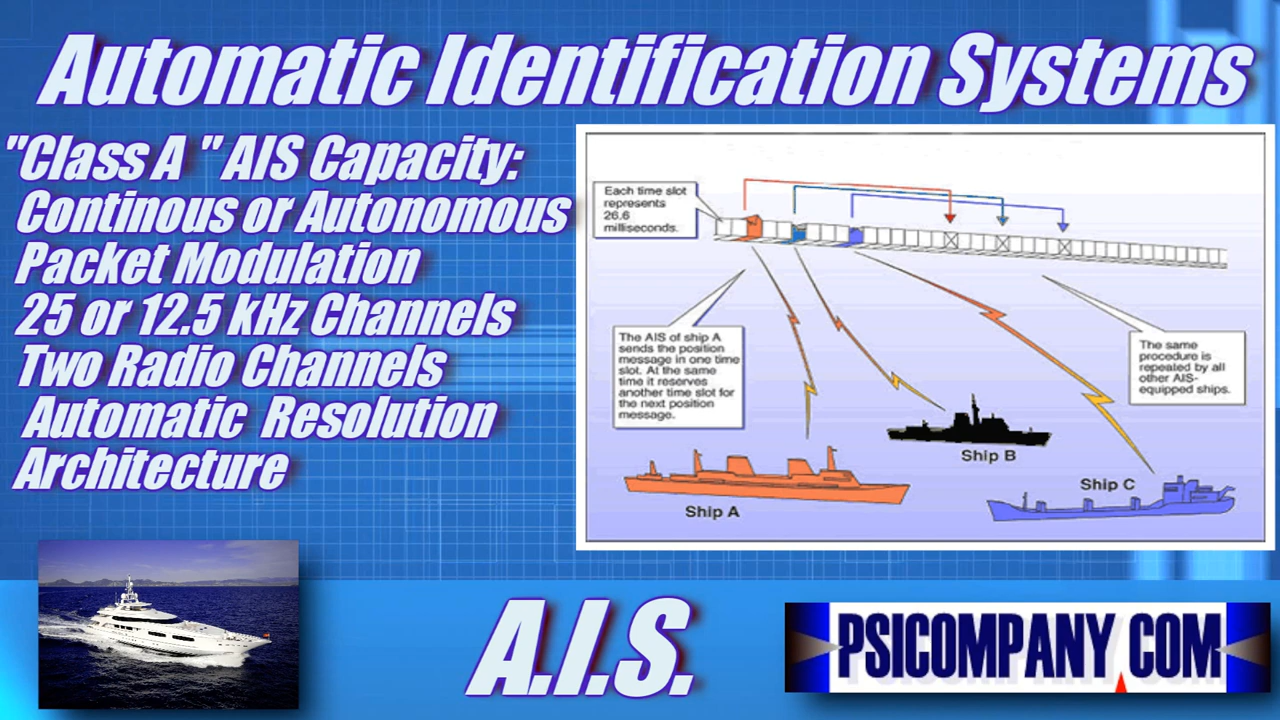 Automatic Identification Systems
"Class A " AIS Capacity:
Continous or Autonomous
Packet Modulation
25 or 12.5 kHz Channels
Two Radio Channels
Automatic Resolution
Architecture
Each time slot
represents
26.6
milliseconds.
The AIS of ship A
sends the position
message in one time
slot. At the same
time it reserves
another time slot for
the next position
message.
The same
procedure is
repeated by all
other AIS-
equipped ships.
Ship B
Ship C
Ship A
A.I.S.
PSICOMPANY.COM